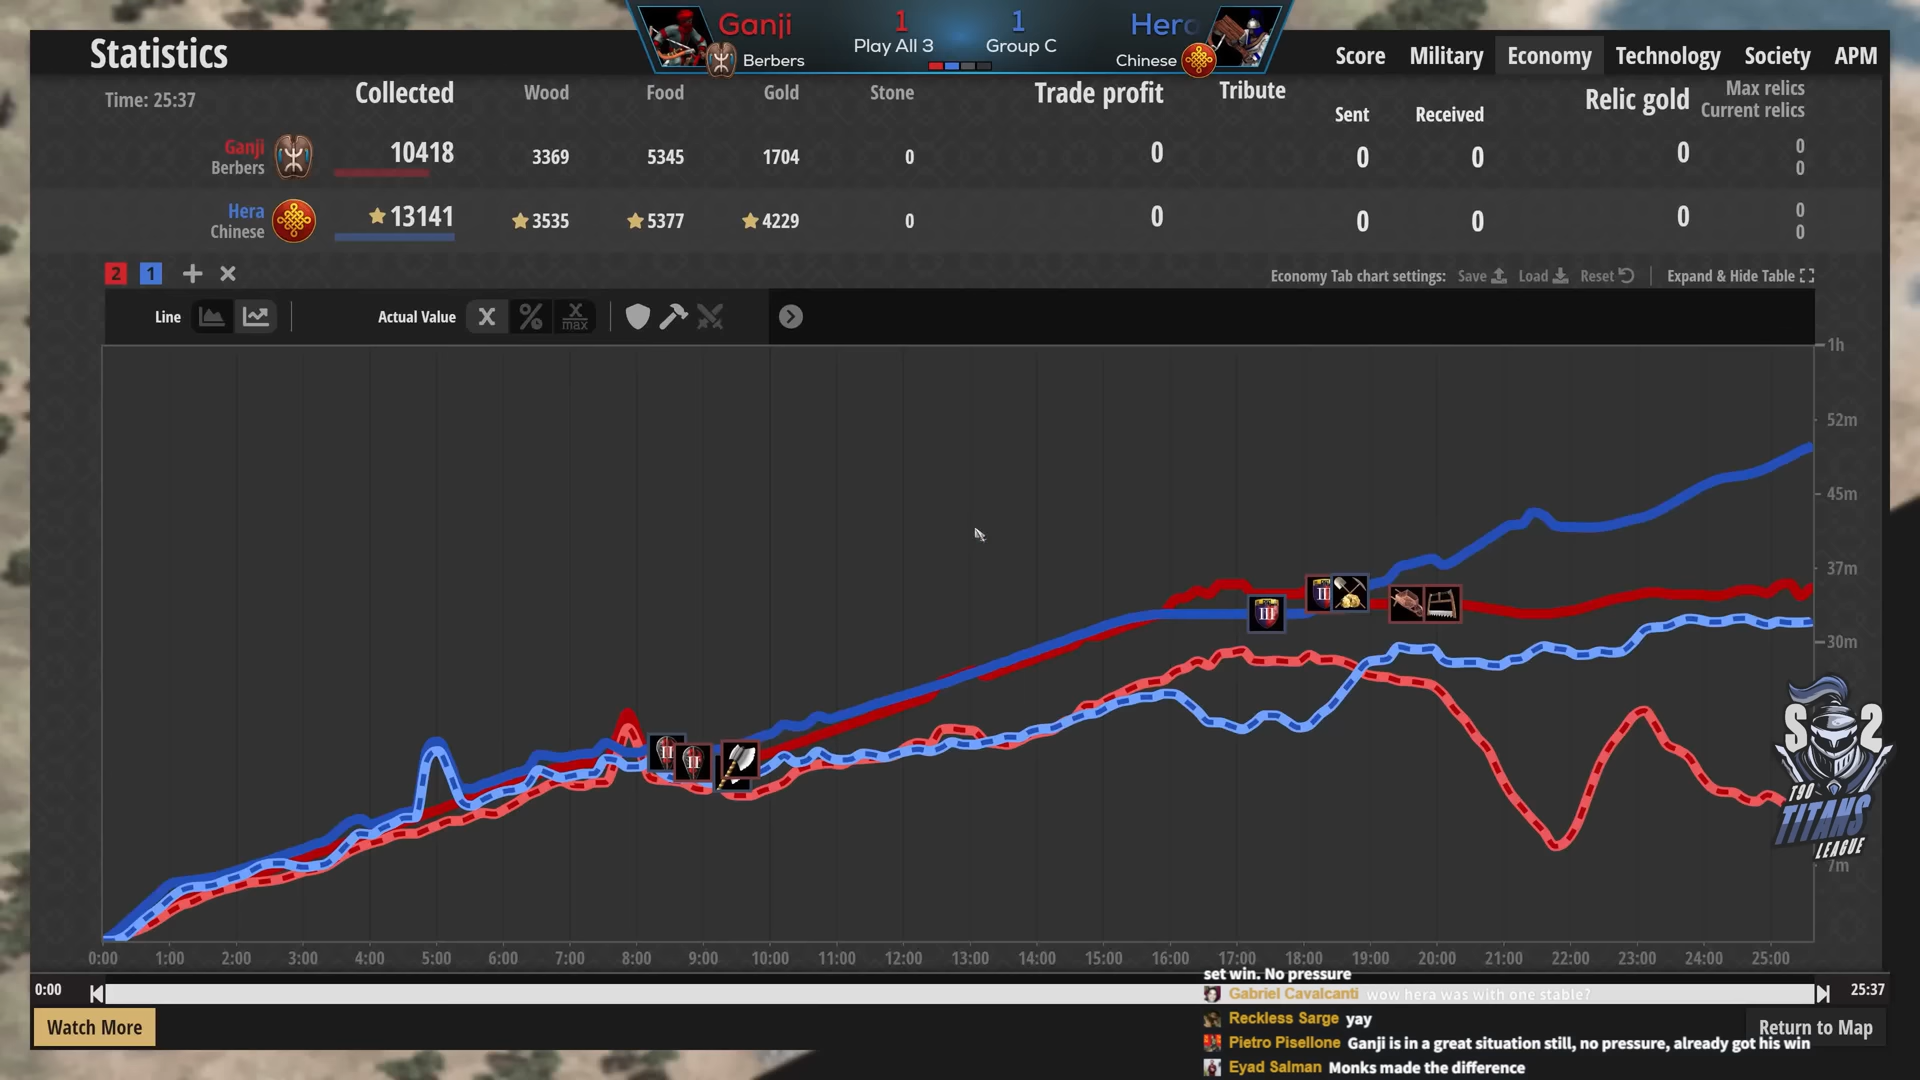 Ganji 1 1 Hera
Play All 3 Group C
Berbers Chinese
Statistics
Score Military Economy Technology Society APM
Time: 25:37
Collected Wood Food Gold Stone Trade profit Tribute Sent Received Relic gold Max relics
Current relics
Ganji 10418 3369 5345 1704 0 0 0 0 0 0
Berbers 0
Hera 13141 3535 5377 4229 0 0 0 0 0 0
Chinese 0
2 1
Economy Tab chart settings: Save Load Reset Expand & Hide Table
Line Actual Value X % X
max
1h
52m
45m
37m
30m
7m
II II III II
S 2
T90
TITANS
LEAGUE
0:00 1:00 2:00 3:00 4:00 5:00 6:00 7:00 8:00 9:00 10:00 11:00 12:00 13:00 14:00 15:00 16:00 17:00 18:00 19:00 20:00 21:00 22:00 23:00 24:00 25:00
set win. No pressure
0:00 25:37
Gabriel Cavalcanti wow hera was with one stable?
Reckless Sarge yay
Watch More Return to Map
Pietro Pisellone Ganji is in a great situation still, no pressure, already got his win
Eyad Salman Monks made the difference